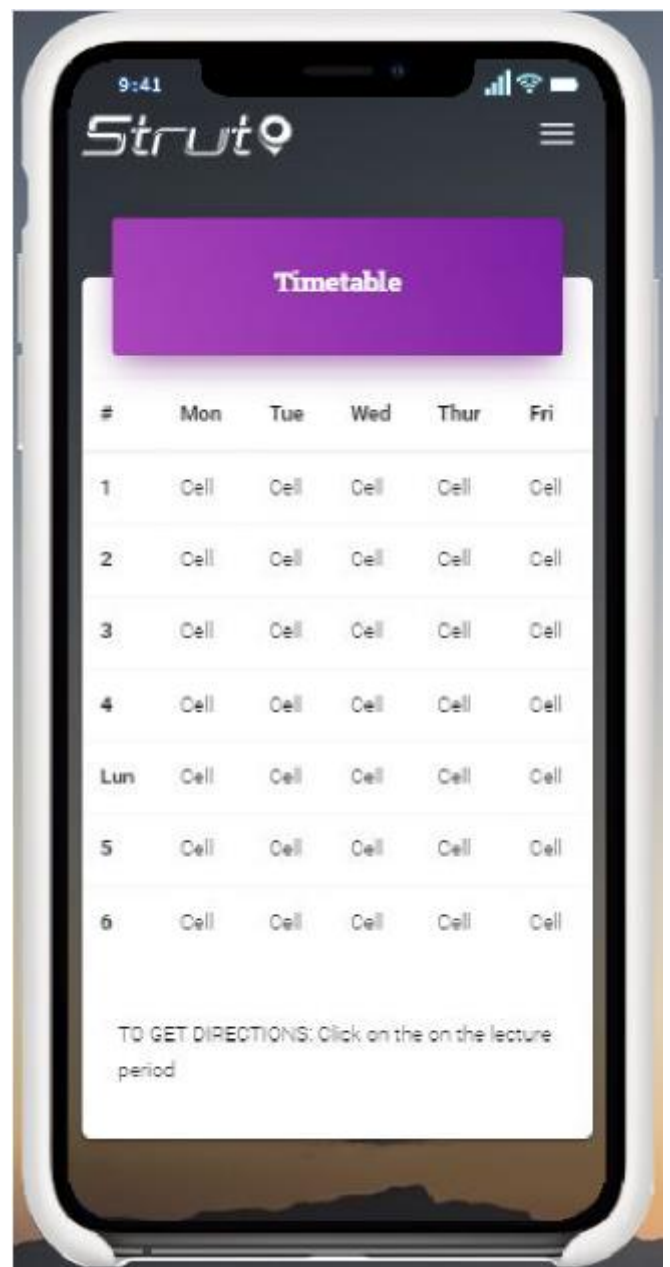 9:41
Strut
Timetable
# Mon Tue Wed Thur Fri
1 Cell Cell Cell Cell Cell
2 Cell Cell Cell Cell Cell
3 Cell Cell Cell Cell Cell
4 Cell Cell Cell Cell Cell
Lun Cell Cell Cell Cell Cell
5 Cell Cell Cell Cell Cell
6 Cell Cell Cell Cell Cell
TO GET DIRECTIONS: Click on the on the lecture
period